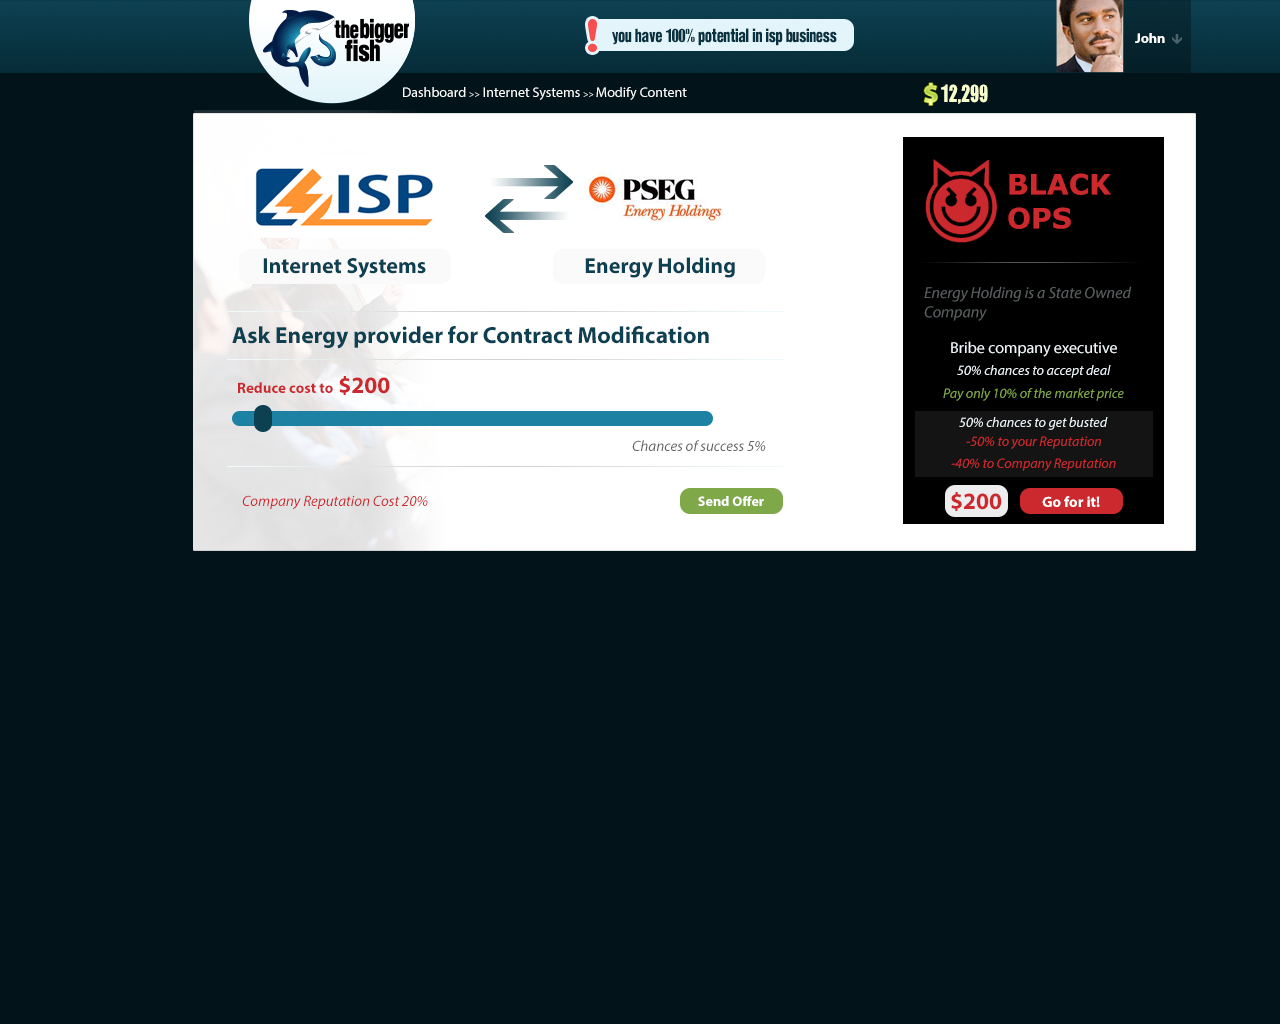 thebigger
fish
you have 100% potential in isp business
John
Dashboard >> Internet Systems >> Modify Content
$ 12,299
ISP
PSEG
Energy Holdings
Internet Systems
Energy Holding
Ask Energy provider for Contract Modification
Reduce cost to $200
Chances of success 5%
Company Reputation Cost 20%
Send Offer
BLACK
OPS
Energy Holding is a State Owned
Company
Bribe company executive
50% chances to accept deal
Pay only 10% of the market price
50% chances to get busted
-50% to your Reputation
-40% to Company Reputation
$200
Go for it!